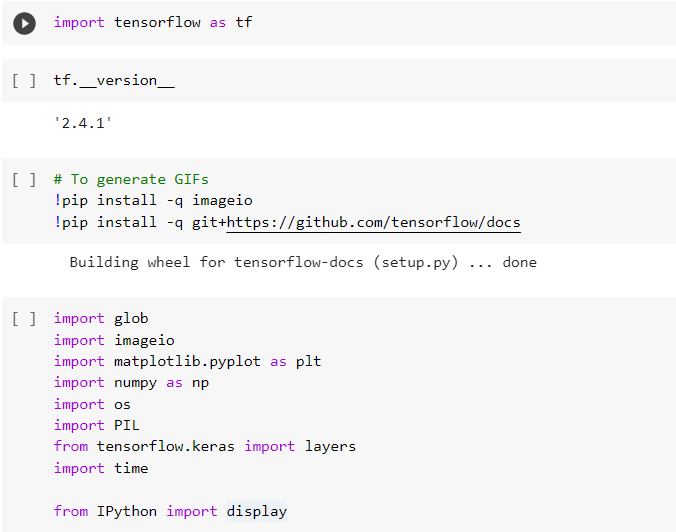 import tensorflow as tf
[ ] tf.__version__
'2.4.1'
[ ] # To generate GIFs
!pip install -q imageio
!pip install -q git+https://github.com/tensorflow/docs
Building wheel for tensorflow-docs (setup.py) ... done
[ ] import glob
import imageio
import matplotlib.pyplot as plt
import numpy as np
import os
import PIL
from tensorflow.keras import layers
import time
from IPython import display